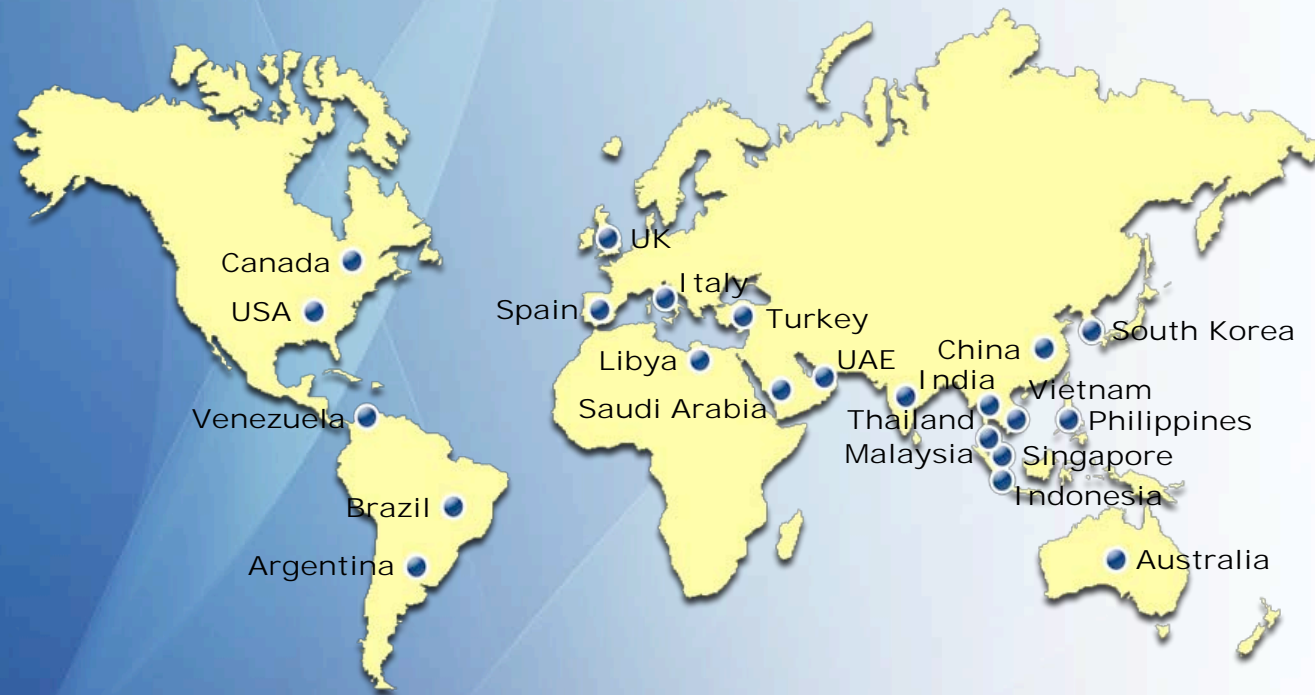 UK
Canada
Italy
USA
Spain
Turkey
South Korea
China
Libya
UAE
India
Vietnam
Saudi Arabia
Venezuela
Thailand
Philippines
Malaysia
Singapore
Indonesia
Brazil
Argentina
Australia